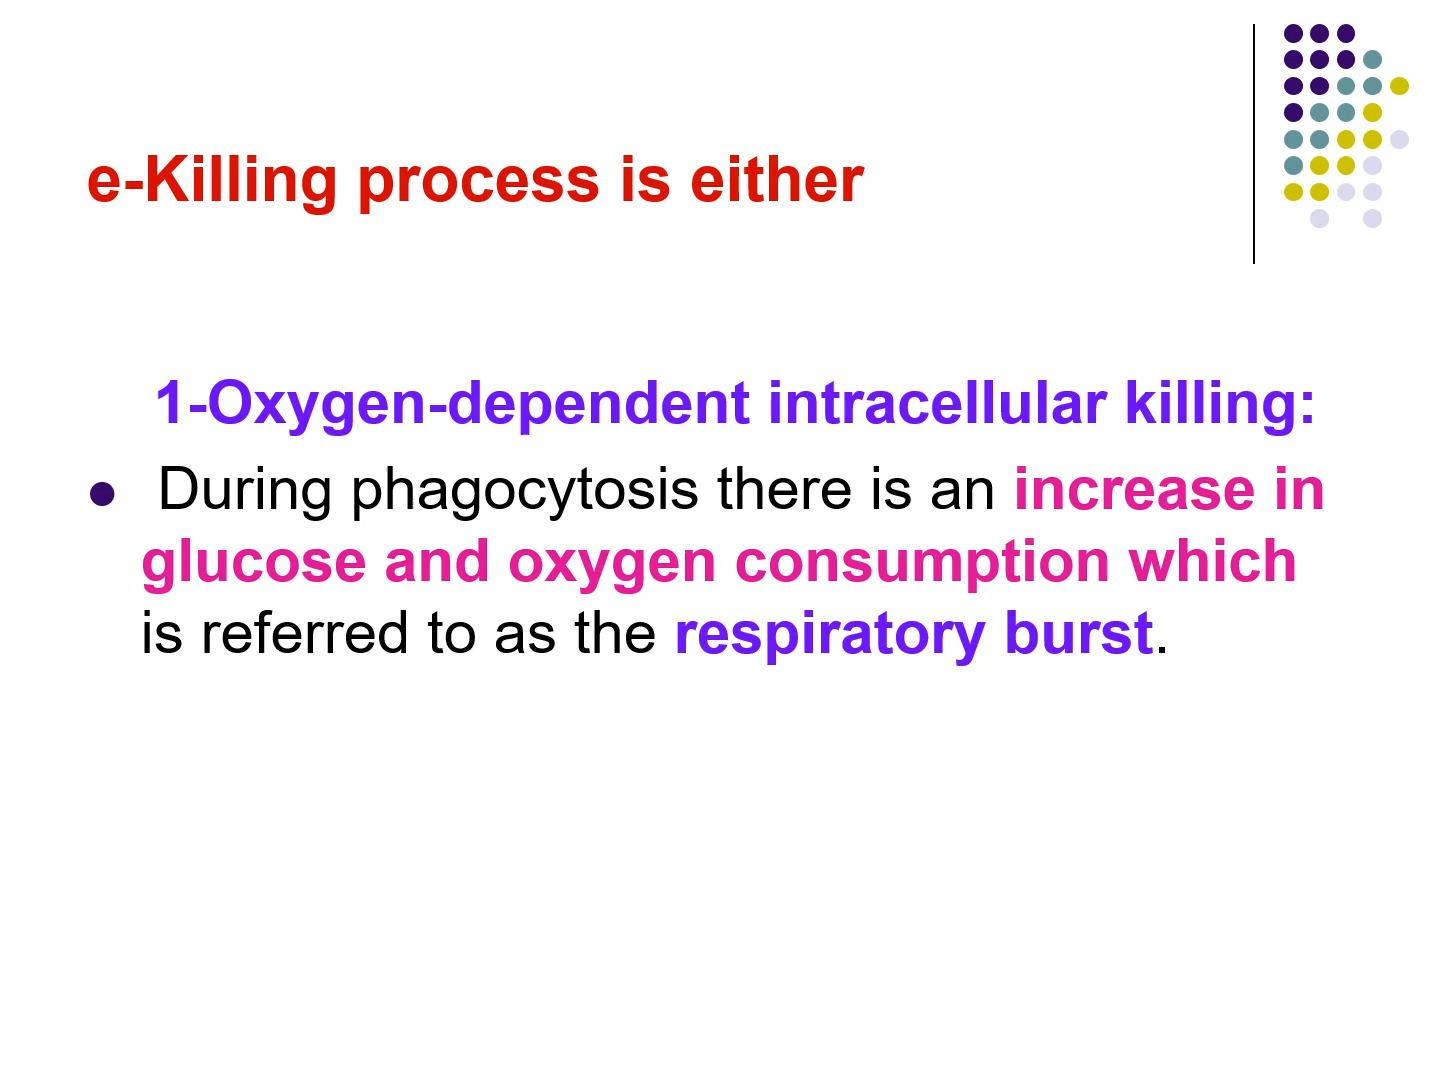 e-Killing process is either
1-Oxygen-dependent intracellular killing:
● During phagocytosis there is an increase in
glucose and oxygen consumption which
is referred to as the respiratory burst.